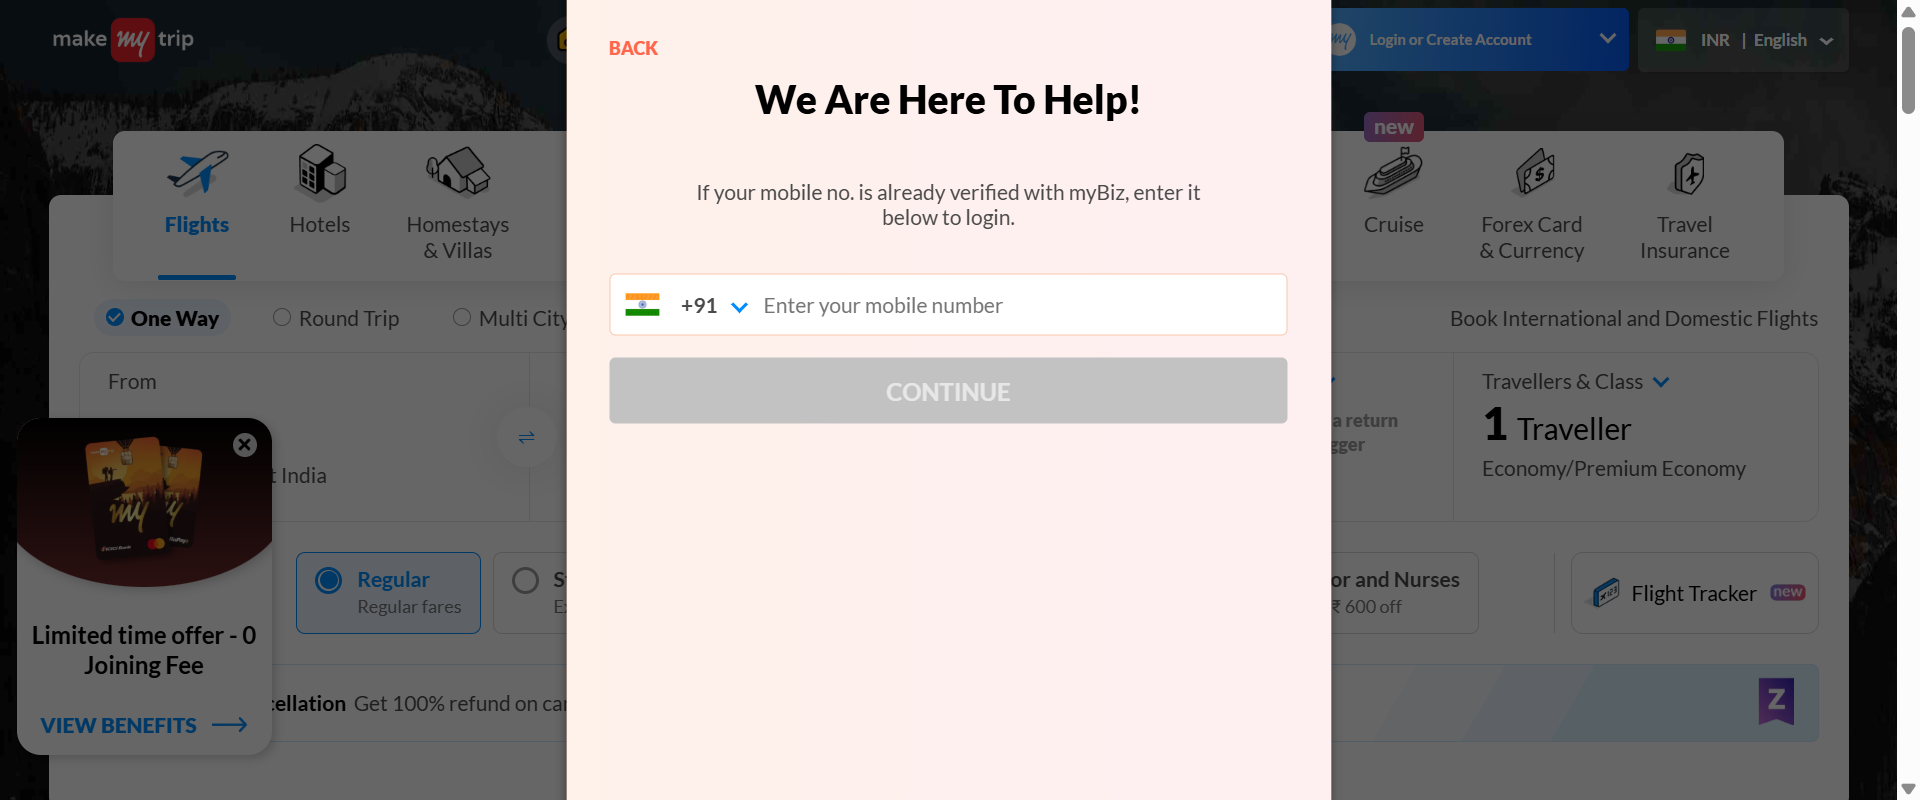 make my trip
my Login or Create Account
INR | English
BACK
We Are Here To Help!
new
Flights
Hotels
Homestays
& Villas
Cruise
Forex Card
& Currency
Travel
Insurance
If your mobile no. is already verified with myBiz, enter it
below to login.
+91 Enter your mobile number
CONTINUE
One Way
Round Trip
Multi City
Book International and Domestic Flights
From
t India
a return
gger
Travellers & Class
1 Traveller
Economy/Premium Economy
my
Limited time offer - 0
Joining Fee
VIEW BENEFITS
Regular
Regular fares
or and Nurses
₹ 600 off
Flight Tracker new
cellation Get 100% refund on can
Z